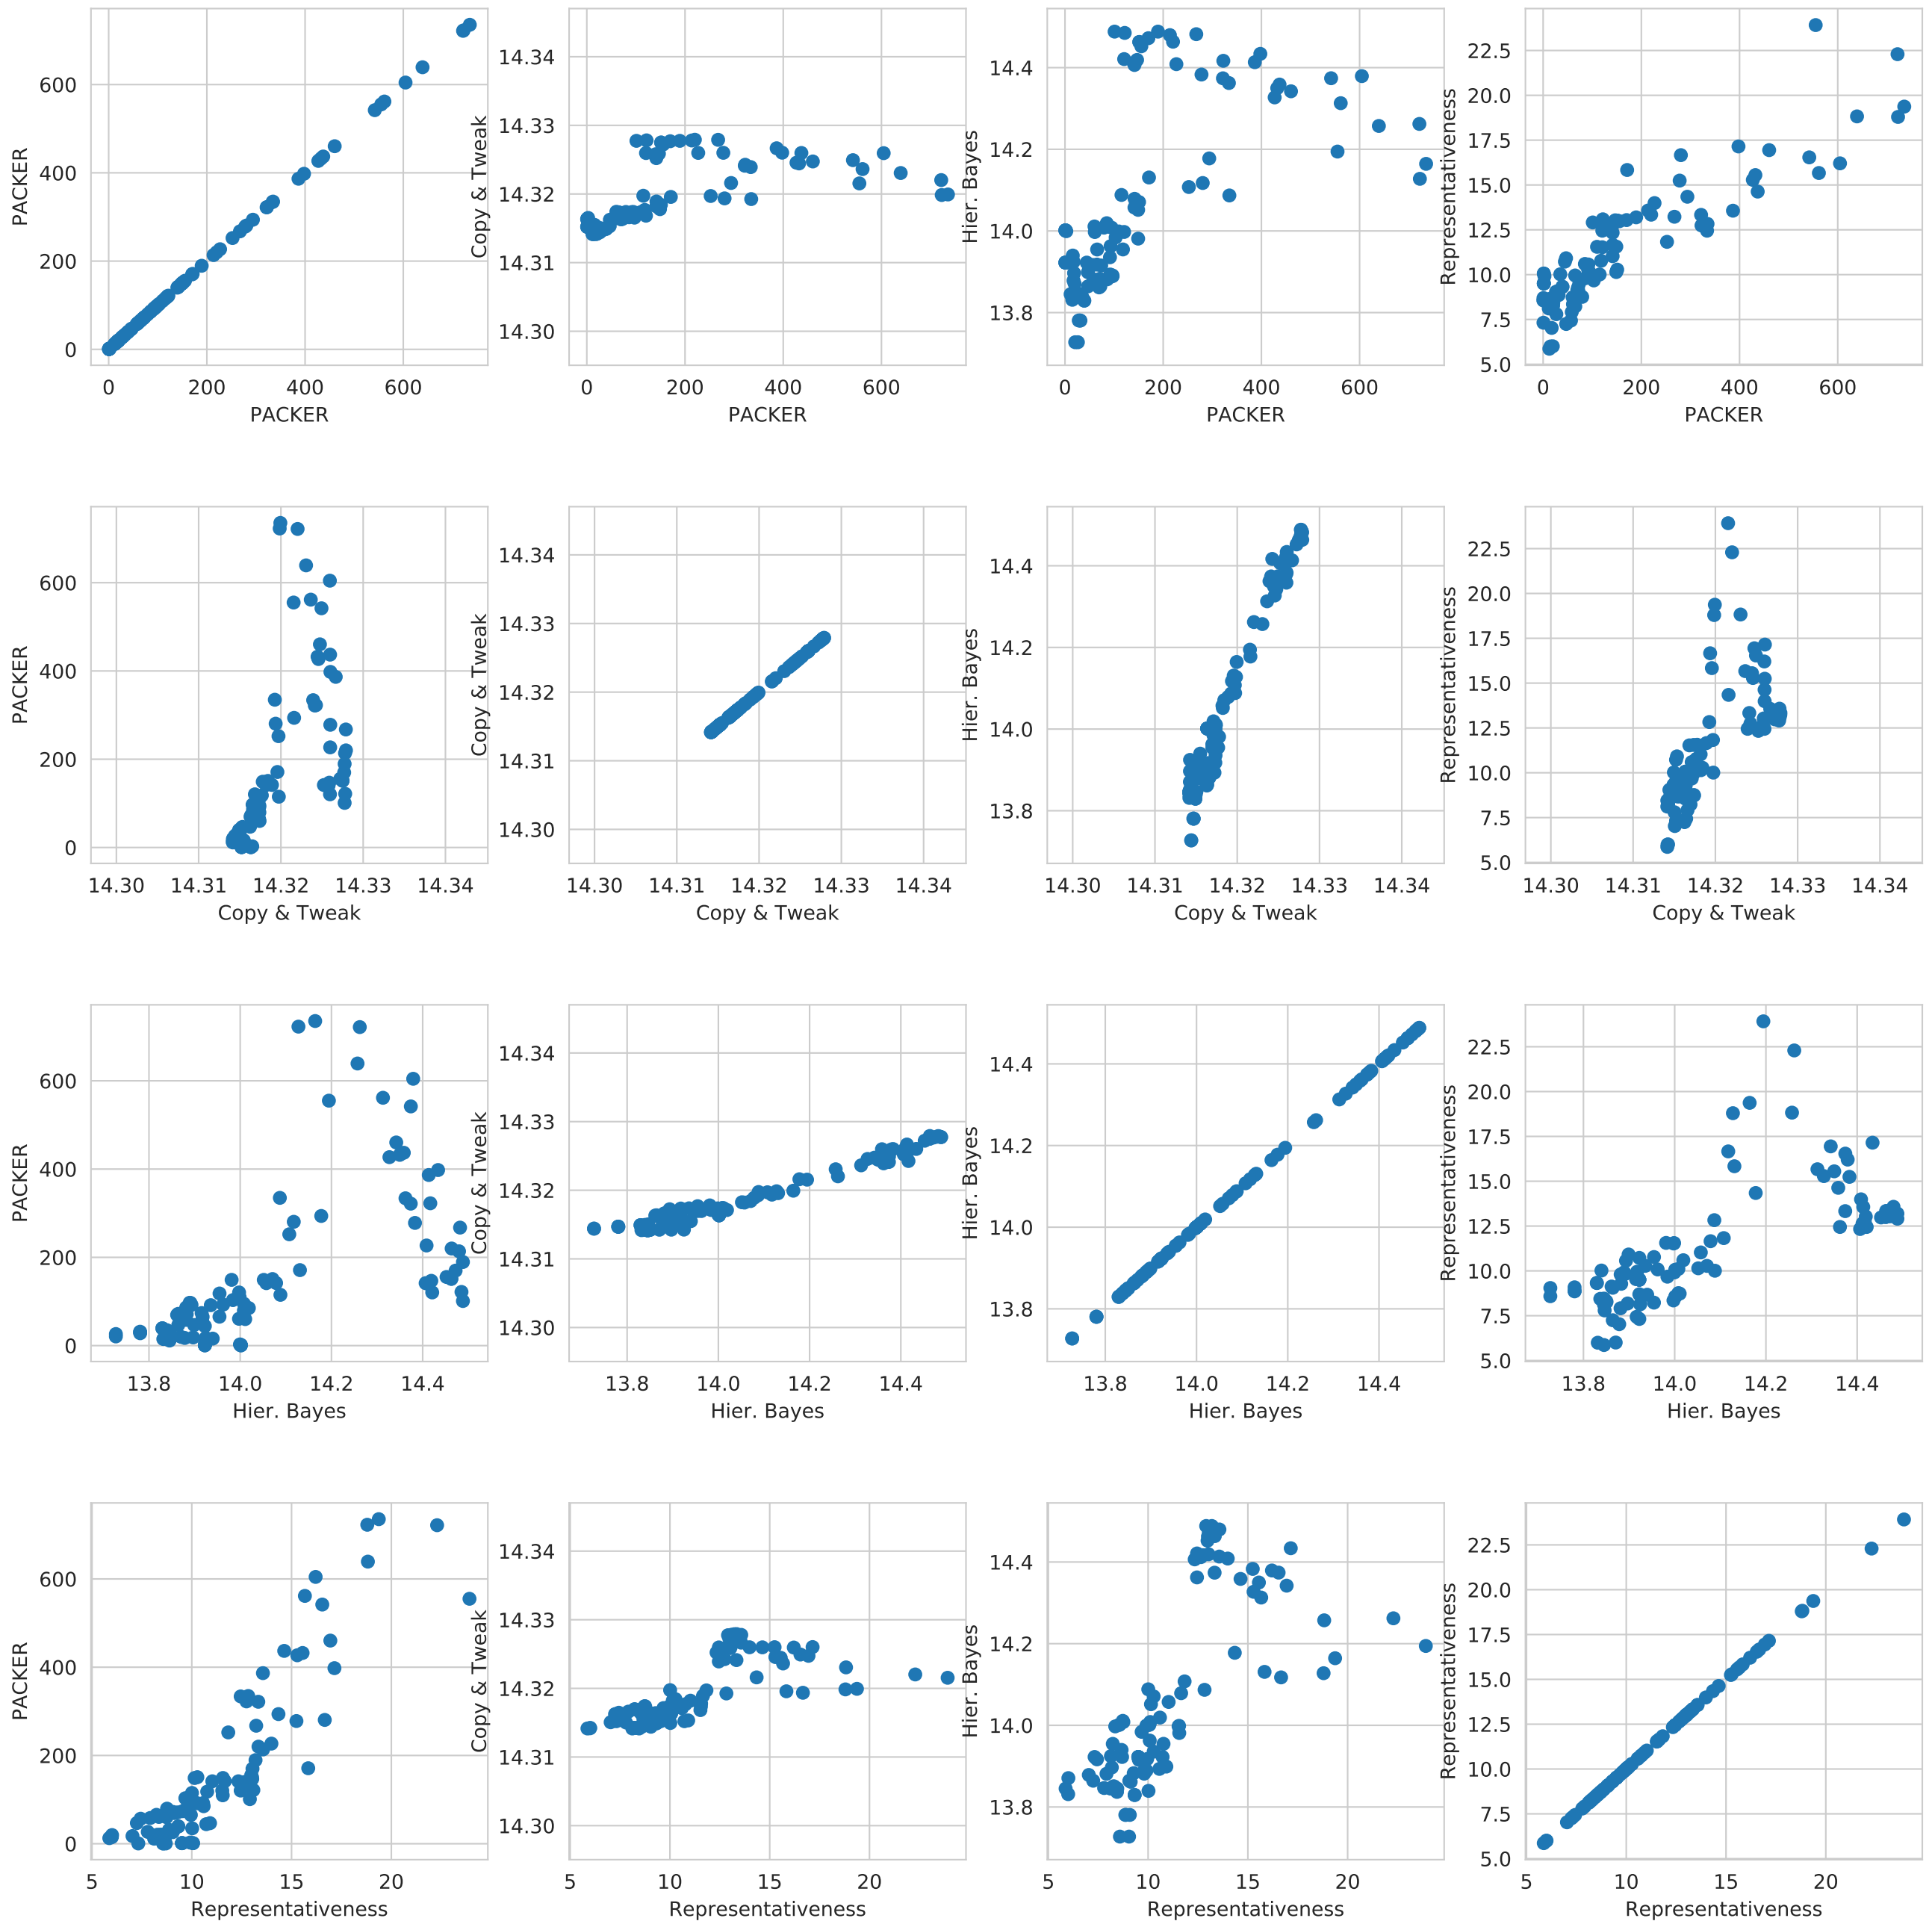 PACKER
600
400
200
0
0 200 400 600
PACKER
Copy & Tweak
14.34
14.33
14.32
14.31
14.30
0 200 400 600
PACKER
Hier. Bayes
14.4
14.2
14.0
13.8
0 200 400 600
PACKER
Representativeness
22.5
20.0
17.5
15.0
12.5
10.0
7.5
5.0
0 200 400 600
PACKER
PACKER
600
400
200
0
14.30 14.31 14.32 14.33 14.34
Copy & Tweak
Copy & Tweak
14.34
14.33
14.32
14.31
14.30
14.30 14.31 14.32 14.33 14.34
Copy & Tweak
Hier. Bayes
14.4
14.2
14.0
13.8
14.30 14.31 14.32 14.33 14.34
Copy & Tweak
Representativeness
22.5
20.0
17.5
15.0
12.5
10.0
7.5
5.0
14.30 14.31 14.32 14.33 14.34
Copy & Tweak
PACKER
600
400
200
0
13.8 14.0 14.2 14.4
Hier. Bayes
Copy & Tweak
14.34
14.33
14.32
14.31
14.30
13.8 14.0 14.2 14.4
Hier. Bayes
Hier. Bayes
14.4
14.2
14.0
13.8
13.8 14.0 14.2 14.4
Hier. Bayes
Representativeness
22.5
20.0
17.5
15.0
12.5
10.0
7.5
5.0
13.8 14.0 14.2 14.4
Hier. Bayes
PACKER
600
400
200
0
5 10 15 20
Representativeness
Copy & Tweak
14.34
14.33
14.32
14.31
14.30
5 10 15 20
Representativeness
Hier. Bayes
14.4
14.2
14.0
13.8
5 10 15 20
Representativeness
Representativeness
22.5
20.0
17.5
15.0
12.5
10.0
7.5
5.0
5 10 15 20
Representativeness